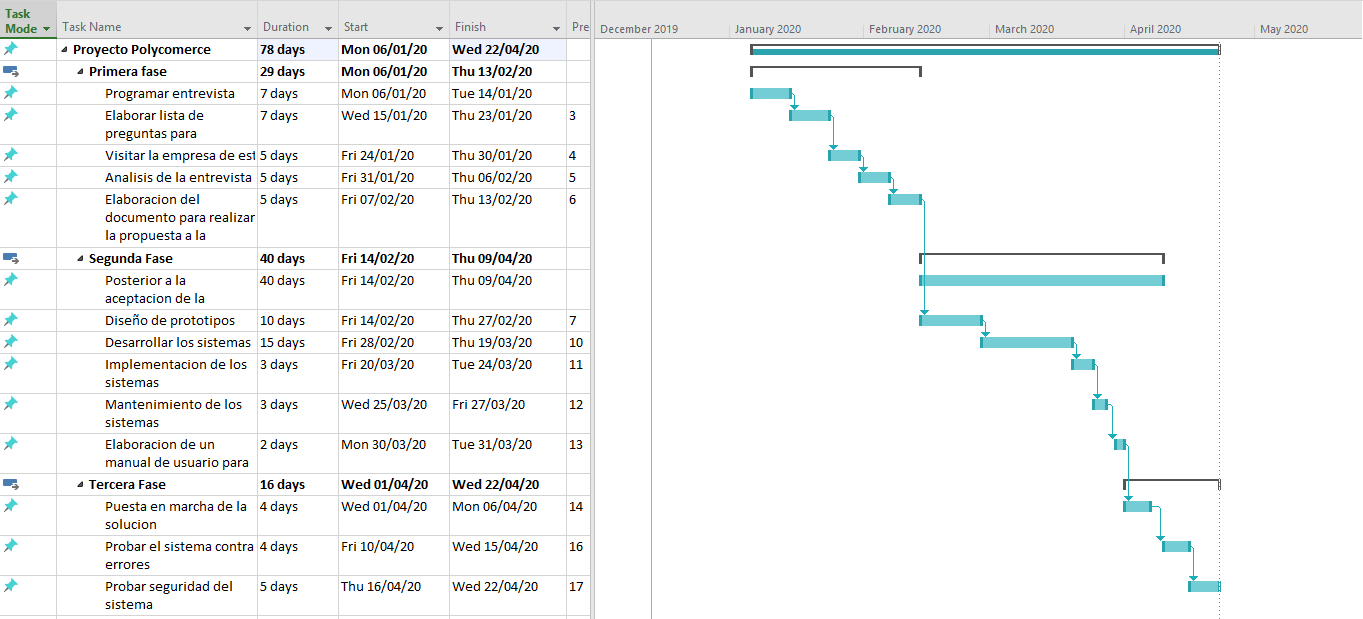 Task Mode Task Name Duration Start Finish Pre December 2019 January 2020 February 2020 March 2020 April 2020 May 2020
Proyecto Polycomerce 78 days Mon 06/01/20 Wed 22/04/20
Primera fase 29 days Mon 06/01/20 Thu 13/02/20
Programar entrevista 7 days Mon 06/01/20 Tue 14/01/20
Elaborar lista de 7 days Wed 15/01/20 Thu 23/01/20 3
preguntas para
Visitar la empresa de est 5 days Fri 24/01/20 Thu 30/01/20 4
Analisis de la entrevista 5 days Fri 31/01/20 Thu 06/02/20 5
Elaboracion del 5 days Fri 07/02/20 Thu 13/02/20 6
documento para realizar
la propuesta a la
Segunda Fase 40 days Fri 14/02/20 Thu 09/04/20
Posterior a la 40 days Fri 14/02/20 Thu 09/04/20
aceptacion de la
Diseño de prototipos 10 days Fri 14/02/20 Thu 27/02/20 7
Desarrollar los sistemas 15 days Fri 28/02/20 Thu 19/03/20 10
Implementacion de los 3 days Fri 20/03/20 Tue 24/03/20 11
sistemas
Mantenimiento de los 3 days Wed 25/03/20 Fri 27/03/20 12
sistemas
Elaboracion de un 2 days Mon 30/03/20 Tue 31/03/20 13
manual de usuario para
Tercera Fase 16 days Wed 01/04/20 Wed 22/04/20
Puesta en marcha de la 4 days Wed 01/04/20 Mon 06/04/20 14
solucion
Probar el sistema contra 4 days Fri 10/04/20 Wed 15/04/20 16
errores
Probar seguridad del 5 days Thu 16/04/20 Wed 22/04/20 17
sistema